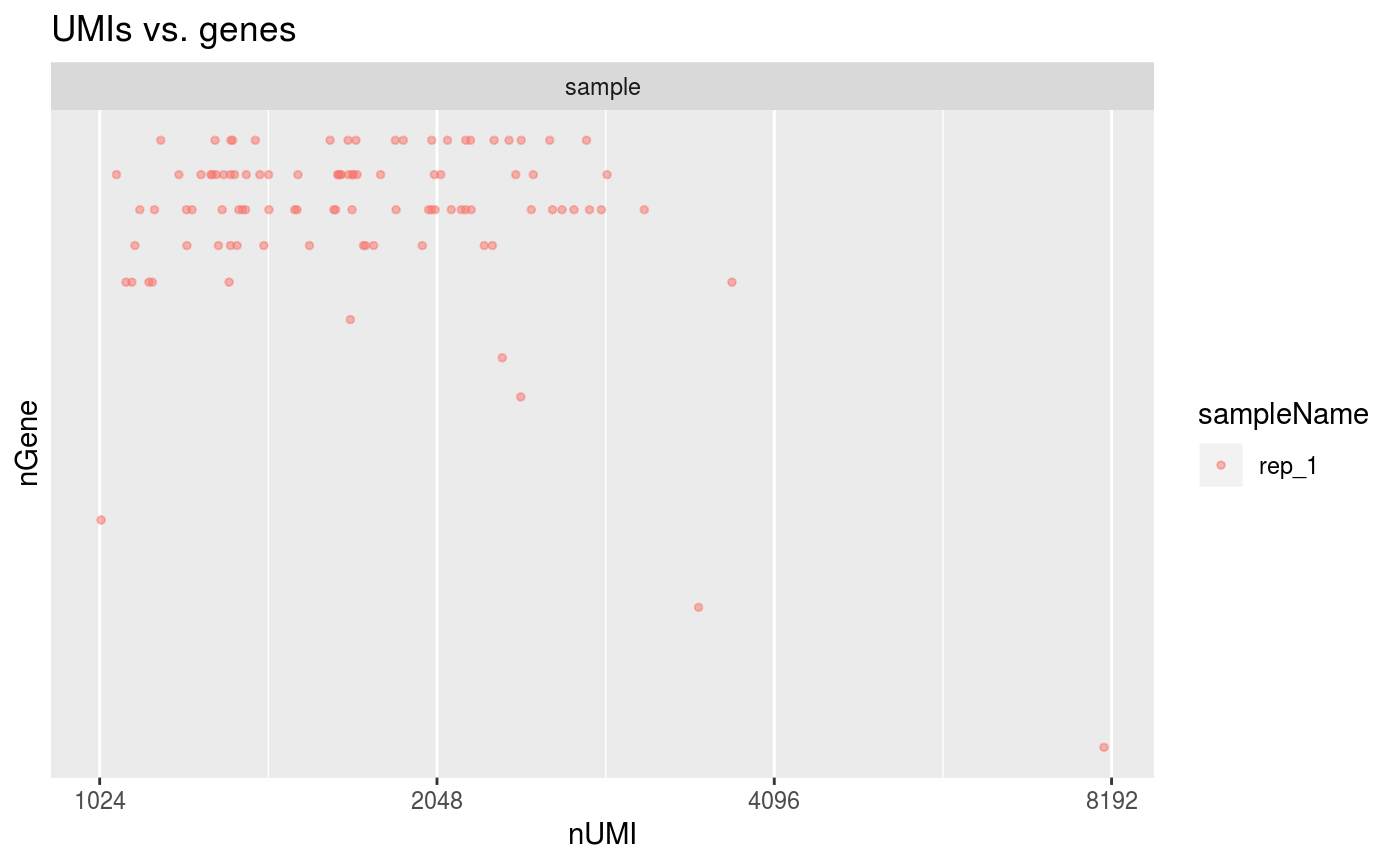 UMIs vs. genes
sample
nGene
sampleName
rep_1
1024 2048 4096 8192
nUMI